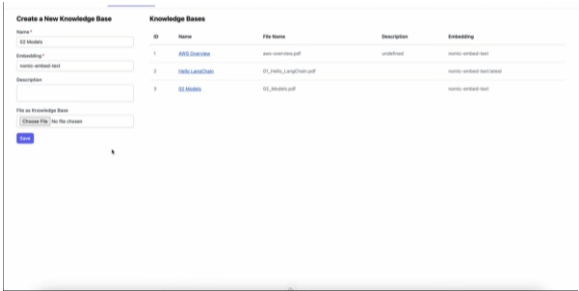 Create a New Knowledge Base
Name*
02 Models
Embedding*
nomic-embed-text
Description
File as Knowledge Base
Choose File No file chosen
Save
Knowledge Bases
ID Name File Name Description Embedding
1 AWS Overview aws-overview.pdf undefined nomic-embed-text
2 Hello LangChain 01_Hello_LangChain.pdf nomic-embed-text:latest
3 02 Models 02_Models.pdf nomic-embed-text